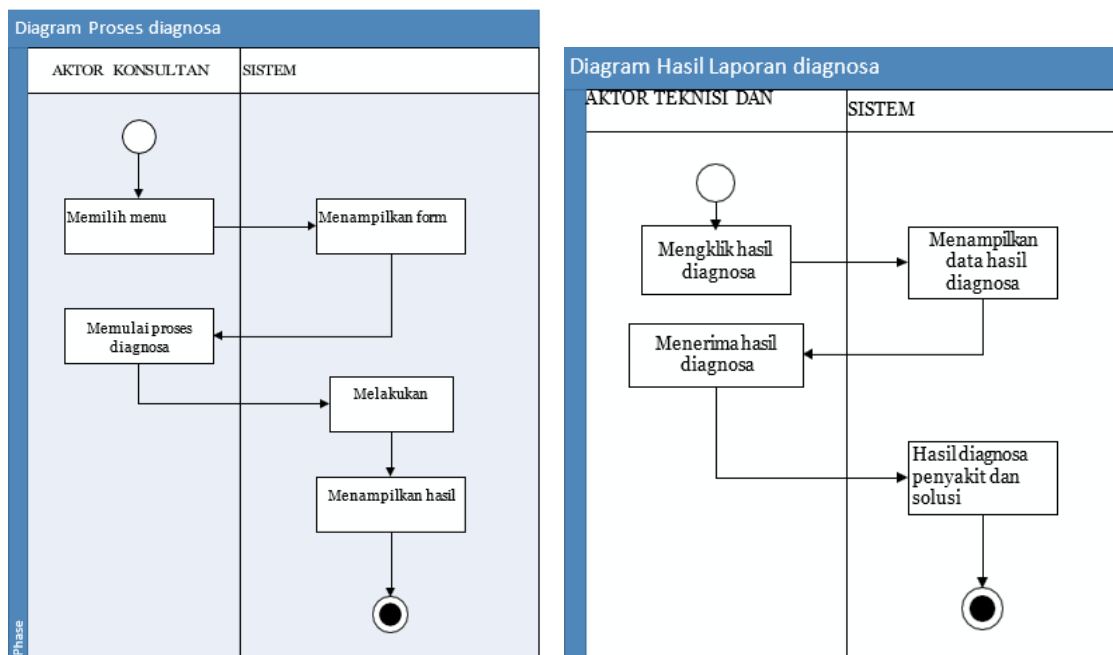 Diagram Proses diagnosa
AKTOR KONSULTAN
SISTEM
Memilih menu
Menampilkan form
Memulai proses
diagnosa
Melakukan
Menampilkan hasil
Phase
Diagram Hasil Laporan diagnosa
AKTOR TEKNISI DAN
SISTEM
Mengklik hasil
diagnosa
Menampilkan
data hasil
diagnosa
Menerima hasil
diagnosa
Hasil diagnosa
penyakit dan
solusi